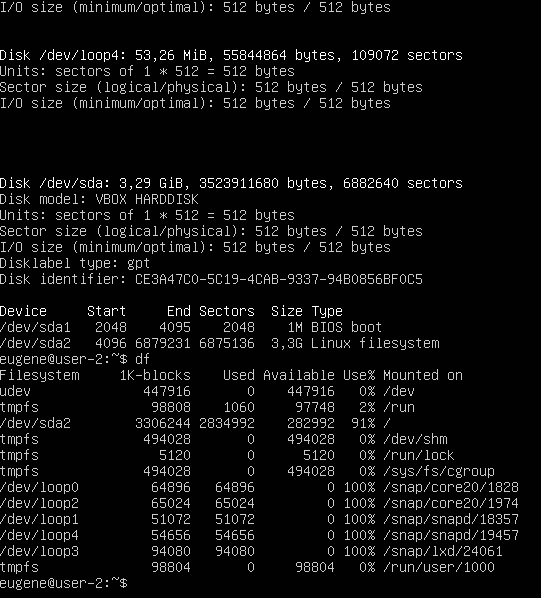 I/O size (minimum/optimal): 512 bytes / 512 bytes
Disk /dev/loop4: 53,26 MiB, 55844864 bytes, 109072 sectors
Units: sectors of 1 * 512 = 512 bytes
Sector size (logical/physical): 512 bytes / 512 bytes
I/O size (minimum/optimal): 512 bytes / 512 bytes
Disk /dev/sda: 3,29 GiB, 3523911680 bytes, 6882640 sectors
Disk model: VBOX HARDDISK
Units: sectors of 1 * 512 = 512 bytes
Sector size (logical/physical): 512 bytes / 512 bytes
I/O size (minimum/optimal): 512 bytes / 512 bytes
Disklabel type: gpt
Disk identifier: CE3A47C0-5C19-4CAB-9337-94B0856BF0C5
Device     Start     End Sectors  Size Type
/dev/sda1   2048    4095    2048    1M BIOS boot
/dev/sda2   4096 6879231 6875136  3,3G Linux filesystem
eugene@user-2:~$ df
Filesystem     1K-blocks    Used Available Use% Mounted on
udev              447916       0    447916   0% /dev
tmpfs              98808    1060     97748   2% /run
/dev/sda2        3306244 2834992    282992  91% /
tmpfs             494028       0    494028   0% /dev/shm
tmpfs               5120       0      5120   0% /run/lock
tmpfs             494028       0    494028   0% /sys/fs/cgroup
/dev/loop0         64896   64896         0 100% /snap/core20/1828
/dev/loop2         65024   65024         0 100% /snap/core20/1974
/dev/loop1         51072   51072         0 100% /snap/snapd/18357
/dev/loop4         54656   54656         0 100% /snap/snapd/19457
/dev/loop3         94080   94080         0 100% /snap/lxd/24061
tmpfs              98804       0     98804   0% /run/user/1000
eugene@user-2:~$